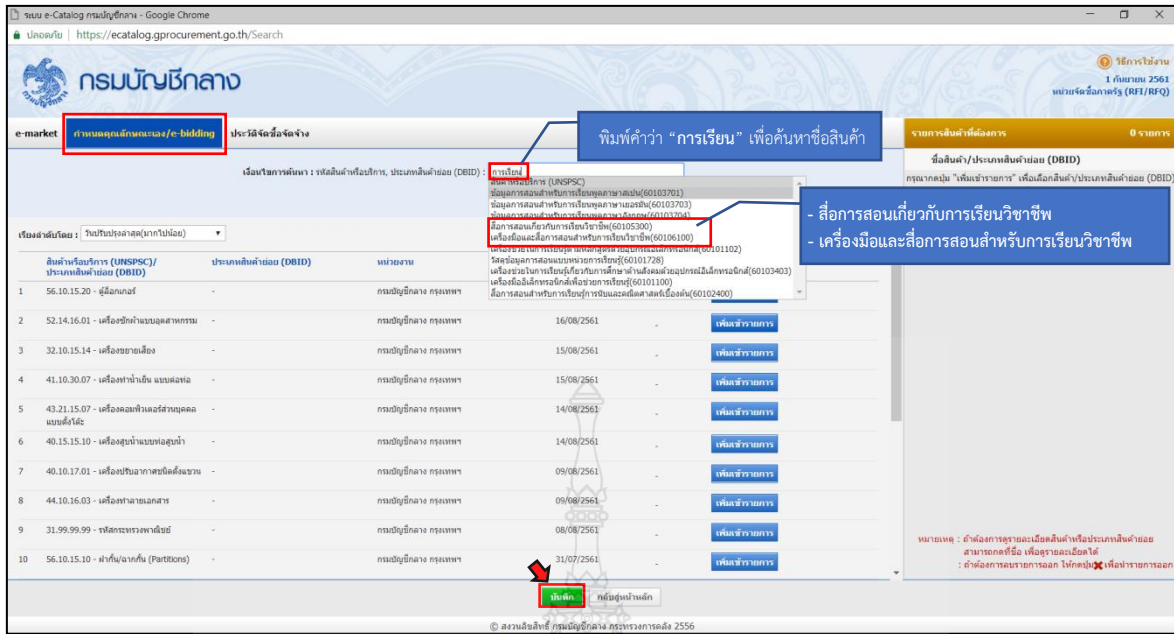 ระบบ e-Catalog กรมบัญชีกลาง - Google Chrome
ปลอดภัย | https://ecatalog.gprocurement.go.th/Search
กรมบัญชีกลาง
วิธีการใช้งาน
1 กันยายน 2561
หน่วยจัดซื้อภาครัฐ (RFI/RFQ)
e-market กำหนดคุณลักษณะเอง/e-bidding ประวัติจัดซื้อจัดจ้าง
พิมพ์คำว่า “การเรียน” เพื่อค้นหาชื่อสินค้า
รายการสินค้าที่ต้องการ 0 รายการ
ชื่อสินค้า/ประเภทสินค้าย่อย (DBID)
กรุณากดปุ่ม "เพิ่มเข้ารายการ" เพื่อเลือกสินค้า/ประเภทสินค้าย่อย (DBID)
เงื่อนไขการค้นหา : รหัสสินค้าหรือบริการ, ประเภทสินค้าย่อย (DBID) : การเรียน
สินค้าหรือบริการ (UNSPSC)
ข้อมูลการสอนสำหรับการเรียนพูดภาษาสเปน(60103701)
ข้อมูลการสอนสำหรับการเรียนพูดภาษาเยอรมัน(60103703)
ข้อมูลการสอนสำหรับการเรียนพูดภาษาอังกฤษ(60103704)
สื่อการสอนเกี่ยวกับการเรียนวิชาชีพ(60105300)
เครื่องมือและสื่อการสอนสำหรับการเรียนวิชาชีพ(60106100)
เครื่องช่วยในการเรียนรู้ตามหลักสูตรด้วยอุปกรณ์อิเล็กทรอนิกส์(60101102)
วัสดุข้อมูลการสอนแบบหน่วยการเรียนรู้(60101728)
เครื่องช่วยในการเรียนรู้เกี่ยวกับการศึกษาด้านสังคมด้วยอุปกรณ์อิเล็กทรอนิกส์(60103403)
เครื่องมืออิเล็กทรอนิกส์เพื่อช่วยการเรียนรู้(60101100)
สื่อการสอนสำหรับการเรียนรู้การนับและคณิตศาสตร์เบื้องต้น(60102400)
- สื่อการสอนเกี่ยวกับการเรียนวิชาชีพ
- เครื่องมือและสื่อการสอนสำหรับการเรียนวิชาชีพ
เรียงลำดับโดย : วันปรับปรุงล่าสุด(มากไปน้อย)
สินค้าหรือบริการ (UNSPSC)/ ประเภทสินค้าย่อย (DBID) หน่วยงาน
ประเภทสินค้าย่อย (DBID)
1 56.10.15.20 - ตู้ล็อกเกอร์ - กรมบัญชีกลาง กรุงเทพฯ
2 52.14.16.01 - เครื่องซักผ้าแบบอุตสาหกรรม - กรมบัญชีกลาง กรุงเทพฯ 16/08/2561 - เพิ่มเข้ารายการ
3 32.10.15.14 - เครื่องขยายเสียง - กรมบัญชีกลาง กรุงเทพฯ 15/08/2561 - เพิ่มเข้ารายการ
4 41.10.30.07 - เครื่องทำน้ำเย็น แบบต่อท่อ - กรมบัญชีกลาง กรุงเทพฯ 15/08/2561 - เพิ่มเข้ารายการ
5 43.21.15.07 - เครื่องคอมพิวเตอร์ส่วนบุคคล - กรมบัญชีกลาง กรุงเทพฯ 14/08/2561 - เพิ่มเข้ารายการ
แบบตั้งโต๊ะ
6 40.15.15.10 - เครื่องสูบน้ำแบบท่อสูบน้ำ - กรมบัญชีกลาง กรุงเทพฯ 14/08/2561 - เพิ่มเข้ารายการ
7 40.10.17.01 - เครื่องปรับอากาศชนิดตั้งแขวน - กรมบัญชีกลาง กรุงเทพฯ 09/08/2561 - เพิ่มเข้ารายการ
8 44.10.16.03 - เครื่องทำลายเอกสาร - กรมบัญชีกลาง กรุงเทพฯ 09/08/2561 - เพิ่มเข้ารายการ
9 31.99.99.99 - รหัสกระทรวงพาณิชย์ - กรมบัญชีกลาง กรุงเทพฯ 08/08/2561 - เพิ่มเข้ารายการ
10 56.10.15.10 - ฝากั้น/ฉากกั้น (Partitions) - กรมบัญชีกลาง กรุงเทพฯ 31/07/2561 - เพิ่มเข้ารายการ
หมายเหตุ : ถ้าต้องการดูรายละเอียดสินค้าหรือประเภทสินค้าย่อย
สามารถกดที่ชื่อ เพื่อดูรายละเอียดได้
: ถ้าต้องการลบรายการออก ให้กดปุ่ม เพื่อนำรายการออก
บันทึก กลับสู่หน้าหลัก
© สงวนลิขสิทธิ์ กรมบัญชีกลาง กระทรวงการคลัง 2556